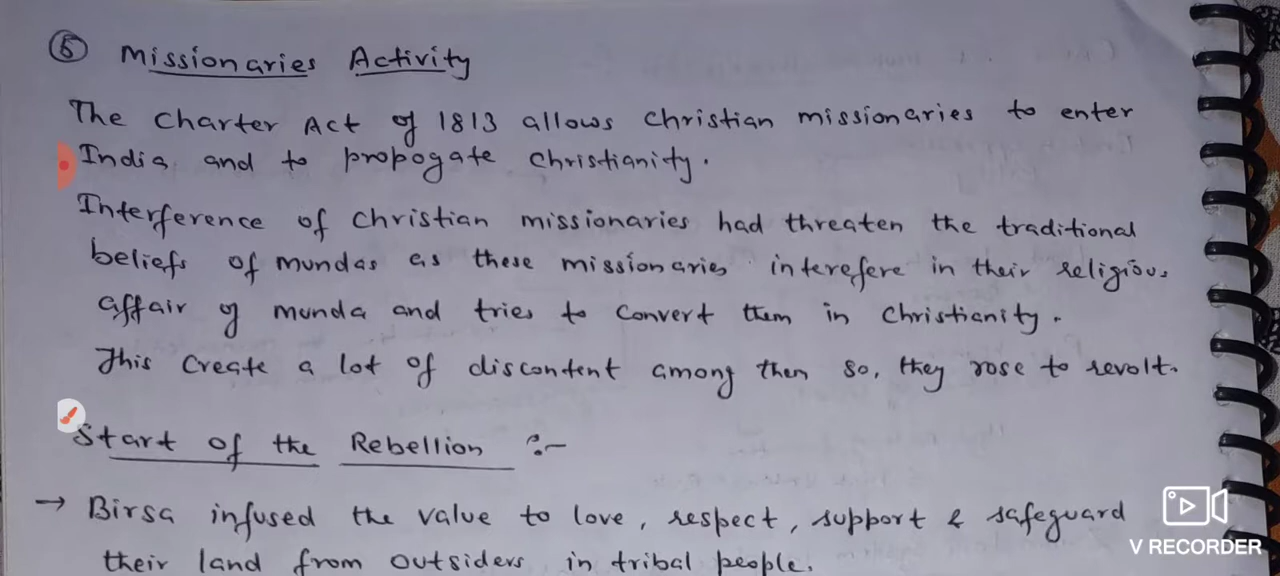 ⑤ Missionaries Activity
The Charter Act of 1813 allows Christian missionaries to enter
India and to propogate Christianity.
Interference of Christian missionaries had threaten the traditional
beliefs of mundas as these missionaries interefere in their religious
affair of munda and tries to convert them in Christianity.
This Create a lot of discontent among them so, they rose to revolt.
Start of the Rebellion :-
→ Birsa infused the value to love, respect, support & safeguard
their land from outsiders in tribal people.
V RECORDER